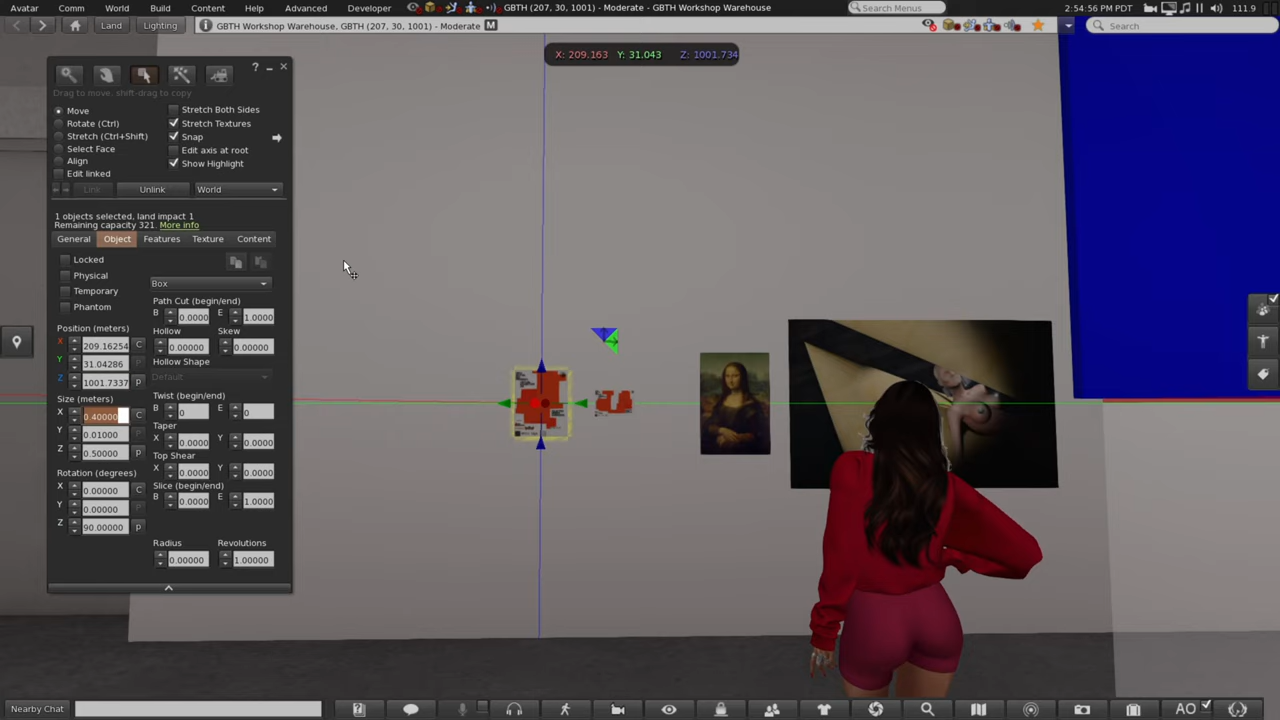 Avatar Comm World Build Content Help Advanced Developer GBTH (207, 30, 1001) - Moderate - GBTH Workshop Warehouse Search Menus 2:54:56 PDT 111.9
Land Lighting GBTH Workshop Warehouse, GBTH (207, 30, 1001) - Moderate M Search
X: 209.163 Y: 31.043 Z: 1001.734
Drag to move, shift-drag to copy
Move
Rotate (Ctrl)
Stretch (Ctrl+Shift)
Select Face
Align
Edit linked
Stretch Both Sides
Stretch Textures
Snap
Edit axis at root
Show Highlight
Link Unlink World
1 objects selected, land impact 1
Remaining capacity 321. More info
General Object Features Texture Content
Locked
Physical
Temporary
Phantom
Position (meters)
X 209.16254 C
Y 31.04286 P
Z 1001.7337 P
Size (meters)
X 0.40000 C
Y 0.01000 P
Z 0.50000 P
Rotation (degrees)
X 0.00000 C
Y 0.00000 P
Z 90.00000 P
Box
Path Cut (begin/end)
B 0.0000 E 1.0000
Hollow Skew
0.00000 0.00000
Hollow Shape
Default
Twist (begin/end)
B 0 E 0
Taper
X 0.0000 Y 0.0000
Top Shear
X 0.0000 Y 0.0000
Slice (begin/end)
B 0.0000 E 1.0000
Radius Revolutions
0.00000 1.00000
Nearby Chat AO